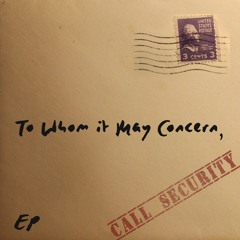 UNITED STATES POSTAGE
3 CENTS 3
To Whom it May Concern,
CALL SECURITY
EP